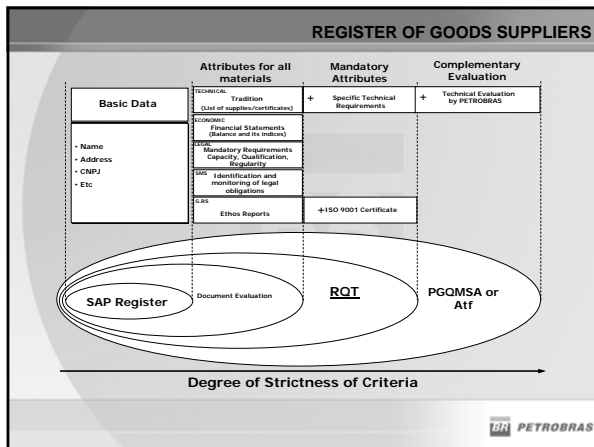 REGISTER OF GOODS SUPPLIERS
Attributes for all
materials
Mandatory
Attributes
Complementary
Evaluation
Basic Data
TECHNICAL
Tradition
(List of supplies/certificates)
+ Specific Technical
Requirements
+ Technical Evaluation
by PETROBRAS
• Name
• Address
• CNPJ
• Etc
ECONOMIC
Financial Statements
(Balance and its indices)
LEGAL
Mandatory Requirements
Capacity, Qualification,
Regularity
SMS Identification and
monitoring of legal
obligations
G.RS
Ethos Reports
+ISO 9001 Certificate
SAP Register
Document Evaluation
RQT
PGQMSA or
Atf
Degree of Strictness of Criteria
BR PETROBRAS